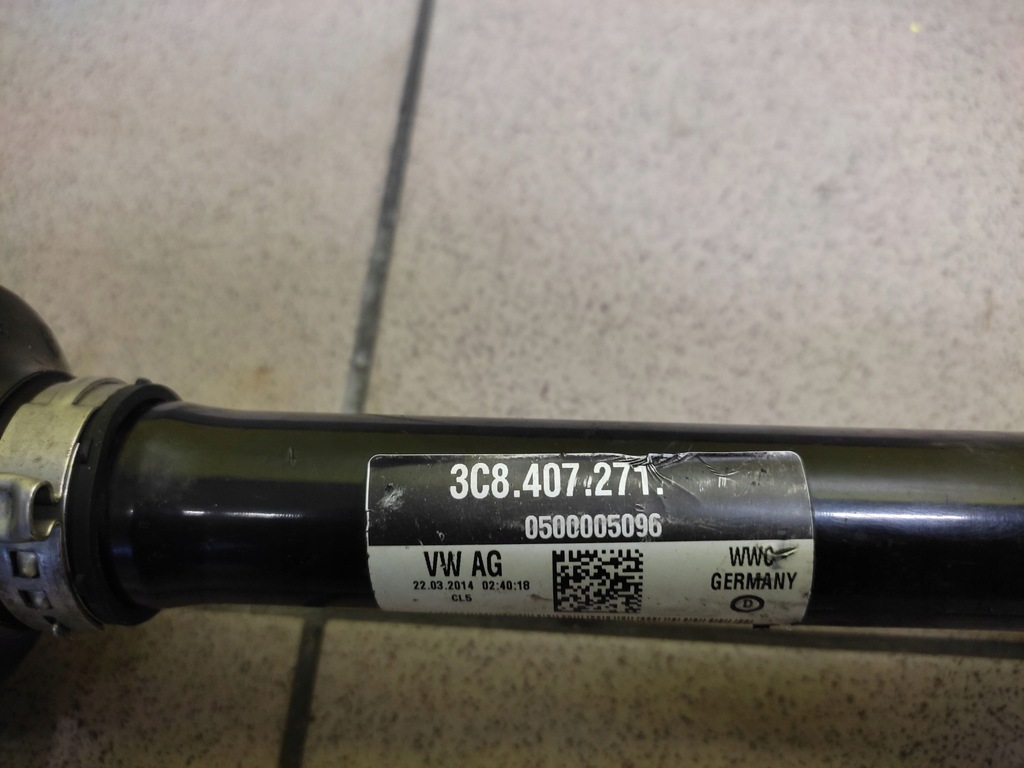 3C8.407.271.
0500005096
VW AG
22.03.2014 02:40:18
CL5
WWC
GERMANY
D